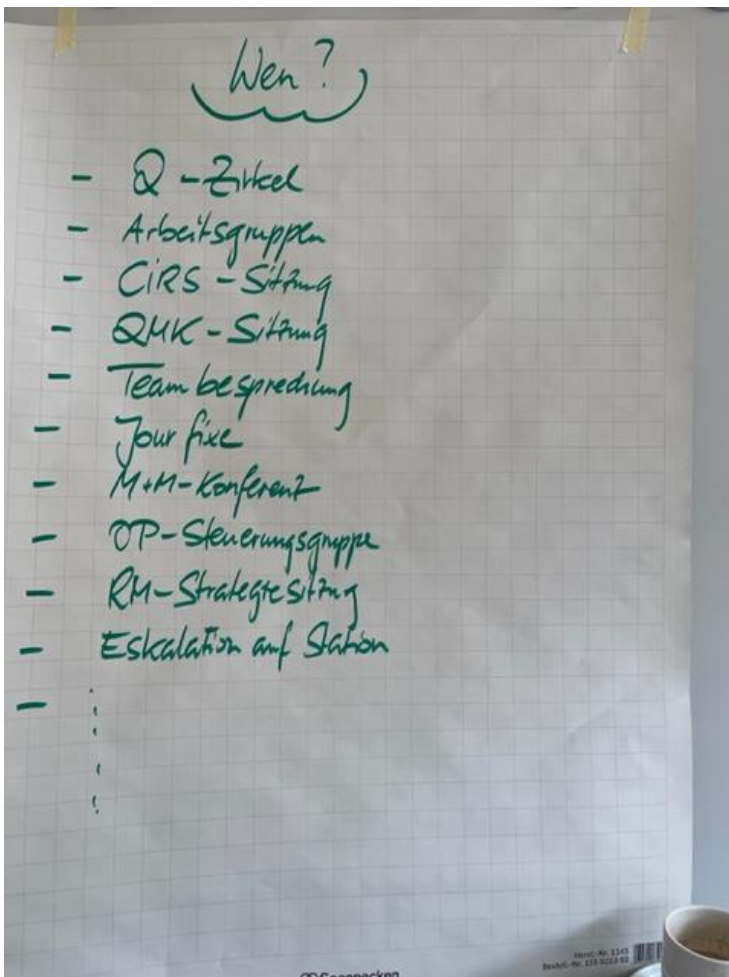 Wen?
- Q-Zirkel
- Arbeitsgruppen
- CiRS-Sitzung
- QMK-Sitzung
- Teambesprechung
- Jour fixe
- M+M-Konferenz
- OP-Steuerungsgruppe
- RM-Strategiesitzung
- Eskalation auf Station
-